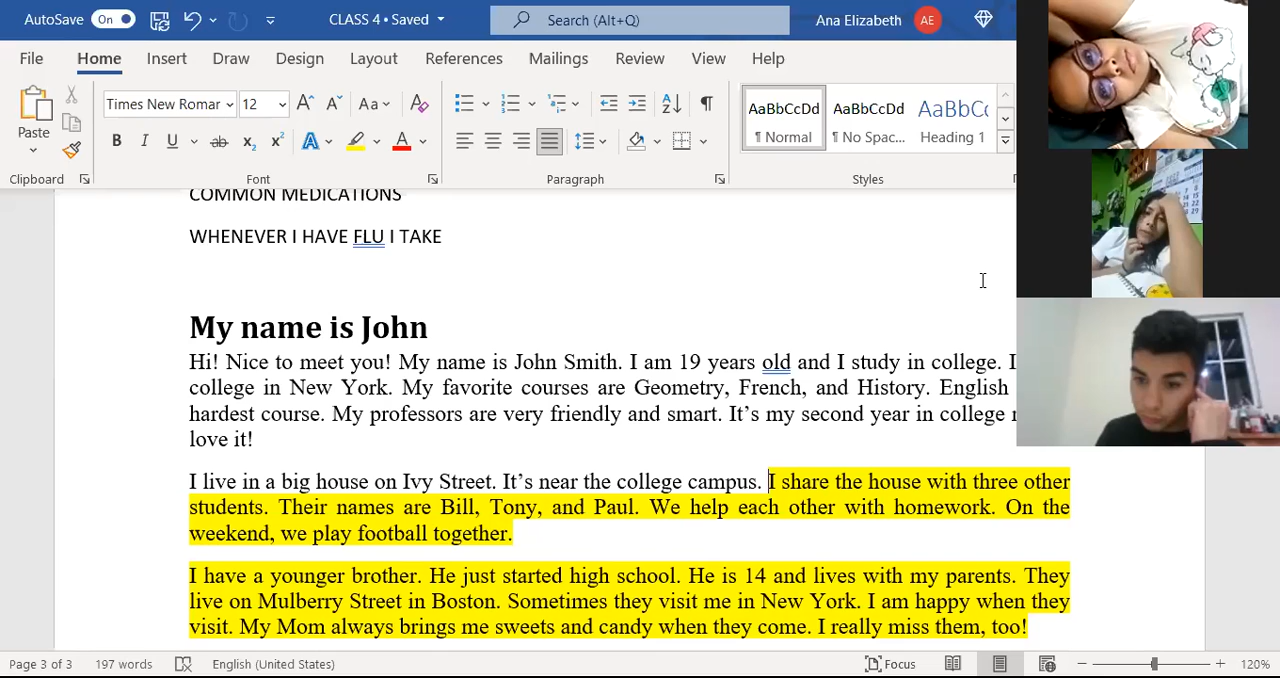 AutoSave On CLASS 4 • Saved Search (Alt+Q) Ana Elizabeth AE
File Home Insert Draw Design Layout References Mailings Review View Help
Times New Romar 12 Aa
Paste B I U ab x₂ x² A A
AaBbCcDd AaBbCcDd AaBbCc
¶ Normal ¶ No Spac... Heading 1
Clipboard Font Paragraph Styles
COMMON MEDICATIONS
WHENEVER I HAVE FLU I TAKE
My name is John
Hi! Nice to meet you! My name is John Smith. I am 19 years old and I study in college. I
college in New York. My favorite courses are Geometry, French, and History. English
hardest course. My professors are very friendly and smart. It’s my second year in college
love it!
I live in a big house on Ivy Street. It’s near the college campus. I share the house with three other
students. Their names are Bill, Tony, and Paul. We help each other with homework. On the
weekend, we play football together.
I have a younger brother. He just started high school. He is 14 and lives with my parents. They
live on Mulberry Street in Boston. Sometimes they visit me in New York. I am happy when they
visit. My Mom always brings me sweets and candy when they come. I really miss them, too!
Page 3 of 3 197 words English (United States) Focus 120%